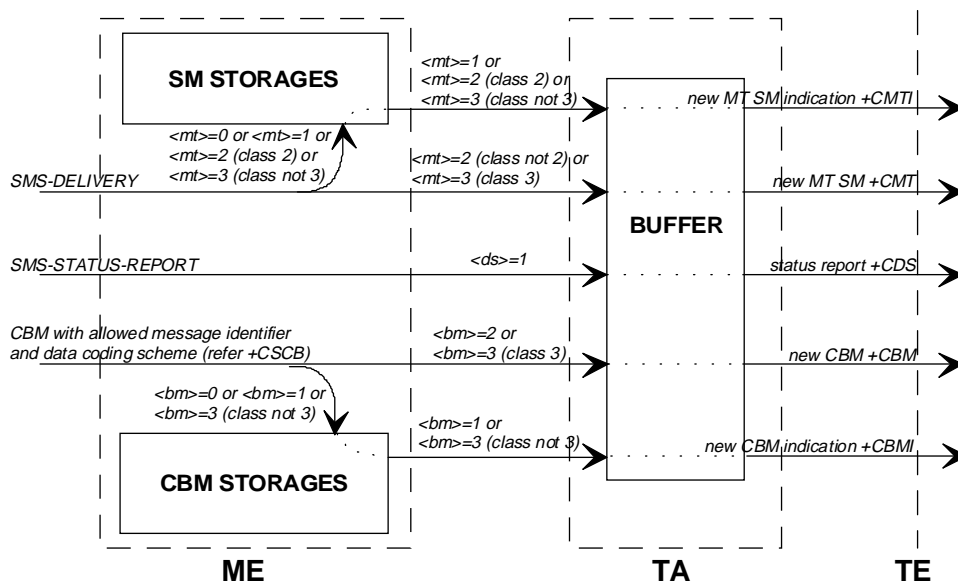 SM STORAGES
<mt>=1 or
<mt>=2 (class 2) or
<mt>=3 (class not 3)
new MT SM indication +CMTI
<mt>=0 or <mt>=1 or
<mt>=2 (class 2) or
<mt>=3 (class not 3)
SMS-DELIVERY
<mt>=2 (class not 2) or
<mt>=3 (class 3)
new MT SM +CMT
BUFFER
SMS-STATUS-REPORT
<ds>=1
status report +CDS
CBM with allowed message identifier
and data coding scheme (refer +CSCB)
<bm>=2 or
<bm>=3 (class 3)
new CBM +CBM
<bm>=0 or <bm>=1 or
<bm>=3 (class not 3)
<bm>=1 or
<bm>=3 (class not 3)
new CBM indication +CBMI
CBM STORAGES
ME
TA
TE